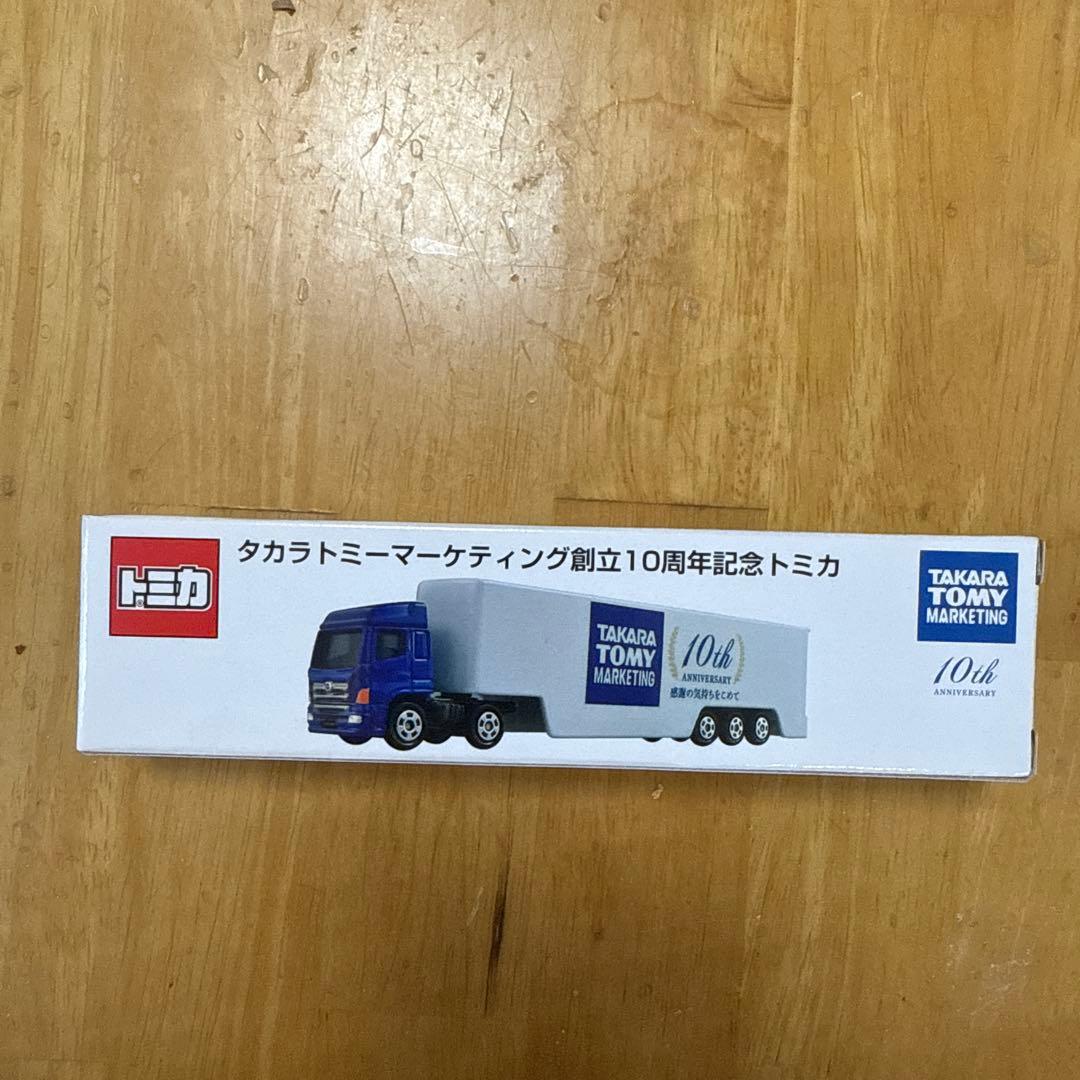 トミカ
タカラトミーマーケティング創立10周年記念トミカ
TAKARA
TOMY
MARKETING
10th
ANNIVERSARY
感謝の気持ちをこめて
TAKARA
TOMY
MARKETING
10th
ANNIVERSARY